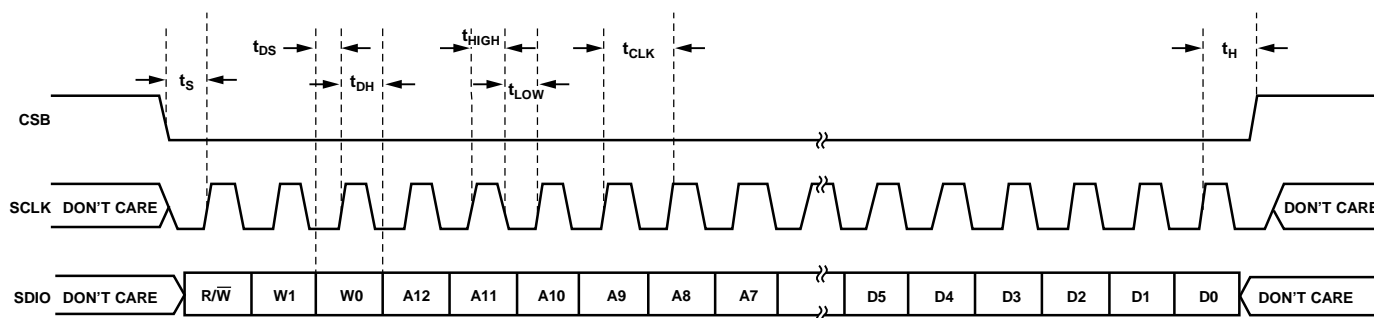 tDS
tHIGH
tCLK
tH
tS
tDH
tLOW
CSB
SCLK DON'T CARE
DON'T CARE
SDIO DON'T CARE
R/W̅ W1 W0 A12 A11 A10 A9 A8 A7 D5 D4 D3 D2 D1 D0
DON'T CARE